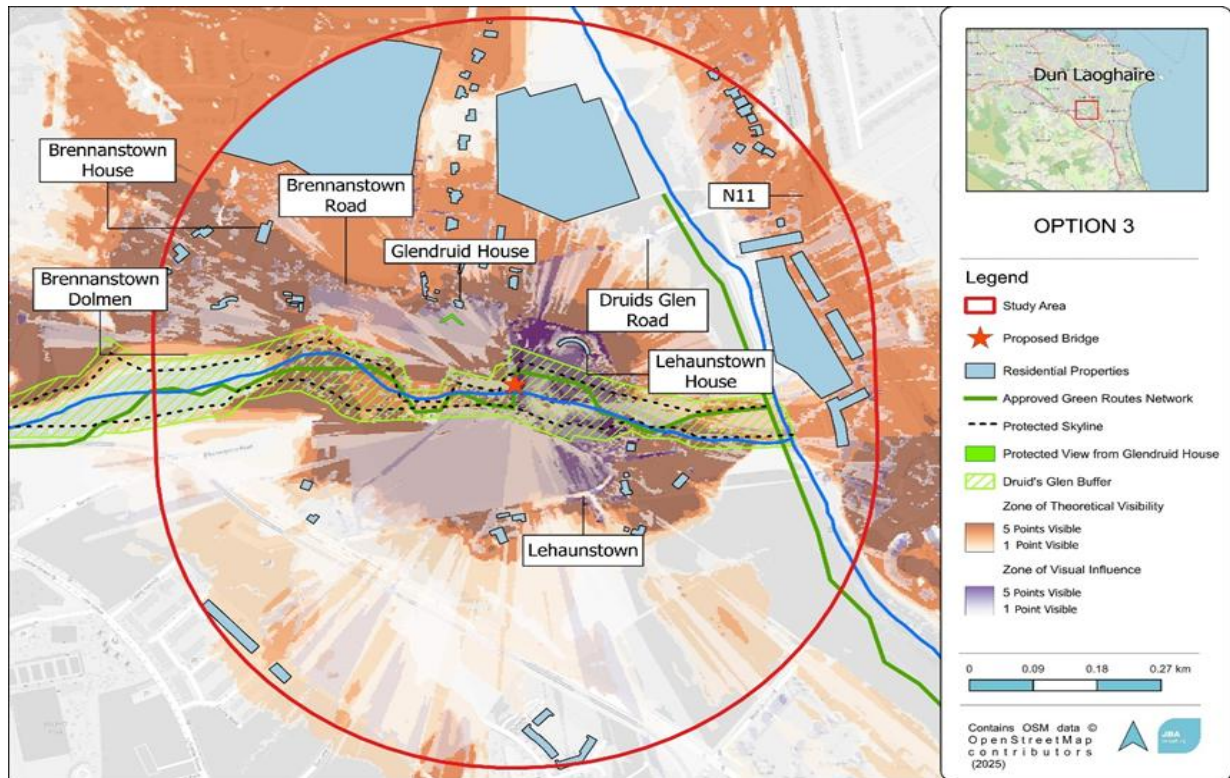 Brennanstown
House
Brennanstown
Road
Glendruid House
Brennanstown
Dolmen
N11
Druids Glen
Road
Lehaunstown
House
Lehaunstown
Dun Laoghaire
OPTION 3
Legend
Study Area
Proposed Bridge
Residential Properties
Approved Green Routes Network
Protected Skyline
Protected View from Glendruid House
Druid's Glen Buffer
Zone of Theoretical Visibility
5 Points Visible
1 Point Visible
Zone of Visual Influence
5 Points Visible
1 Point Visible
0 0.09 0.18 0.27 km
Contains OSM data ©
OpenStreetMap
contributors
(2025)
JBA